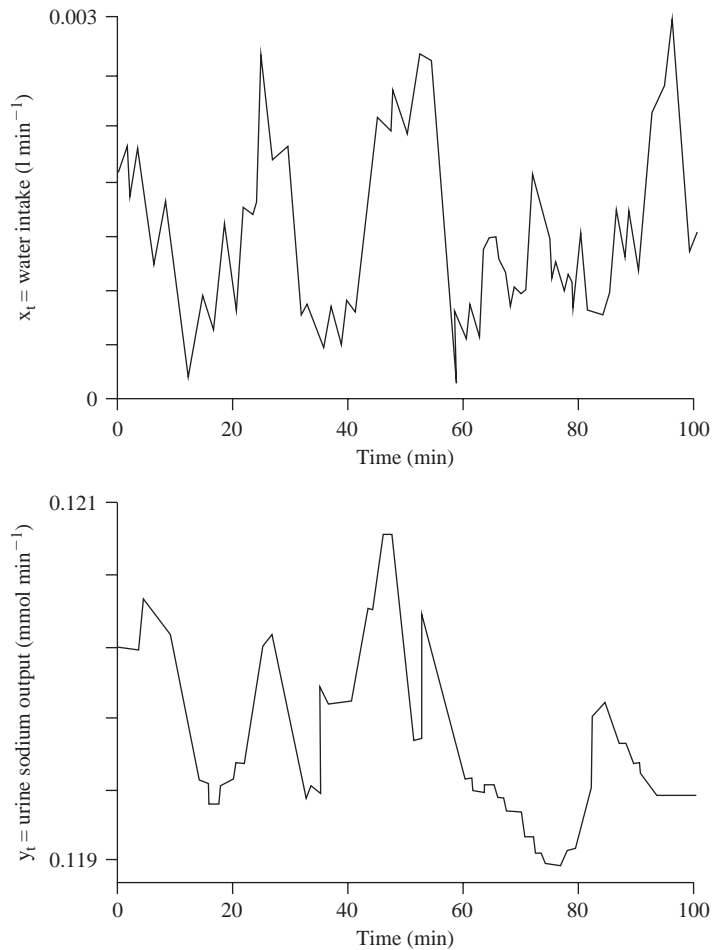 0.003
x_t = water intake (l min⁻¹)
0
0 20 40 60 80 100
Time (min)
0.121
y_t = urine sodium output (mmol min⁻¹)
0.119
0 20 40 60 80 100
Time (min)